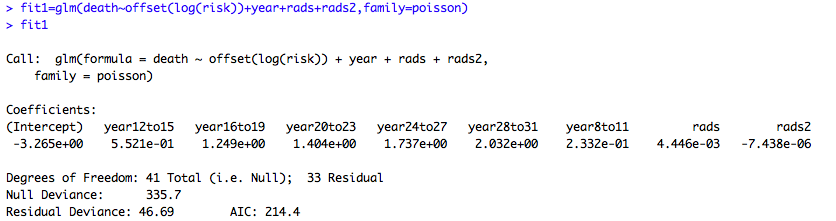 > fit1=glm(death~offset(log(risk))+year+rads+rads2,family=poisson)
> fit1
Call:  glm(formula = death ~ offset(log(risk)) + year + rads + rads2,
    family = poisson)
Coefficients:
(Intercept)   year12to15   year16to19   year20to23   year24to27   year28to31    year8to11         rads        rads2
 -3.265e+00    5.521e-01    1.249e+00    1.404e+00    1.737e+00    2.032e+00    2.332e-01    4.446e-03   -7.438e-06
Degrees of Freedom: 41 Total (i.e. Null);  33 Residual
Null Deviance:      335.7
Residual Deviance: 46.69        AIC: 214.4